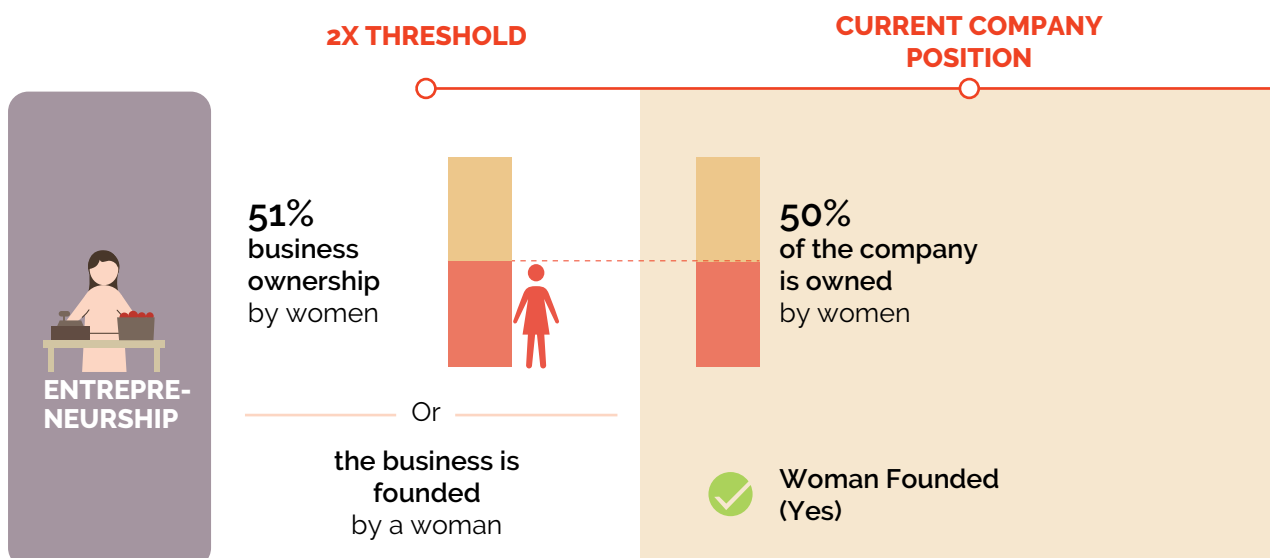 2X THRESHOLD
CURRENT COMPANY
POSITION
51%
business
ownership
by women
50%
of the company
is owned
by women
ENTREPRE-
NEURSHIP
Or
the business is
founded
by a woman
Woman Founded
(Yes)